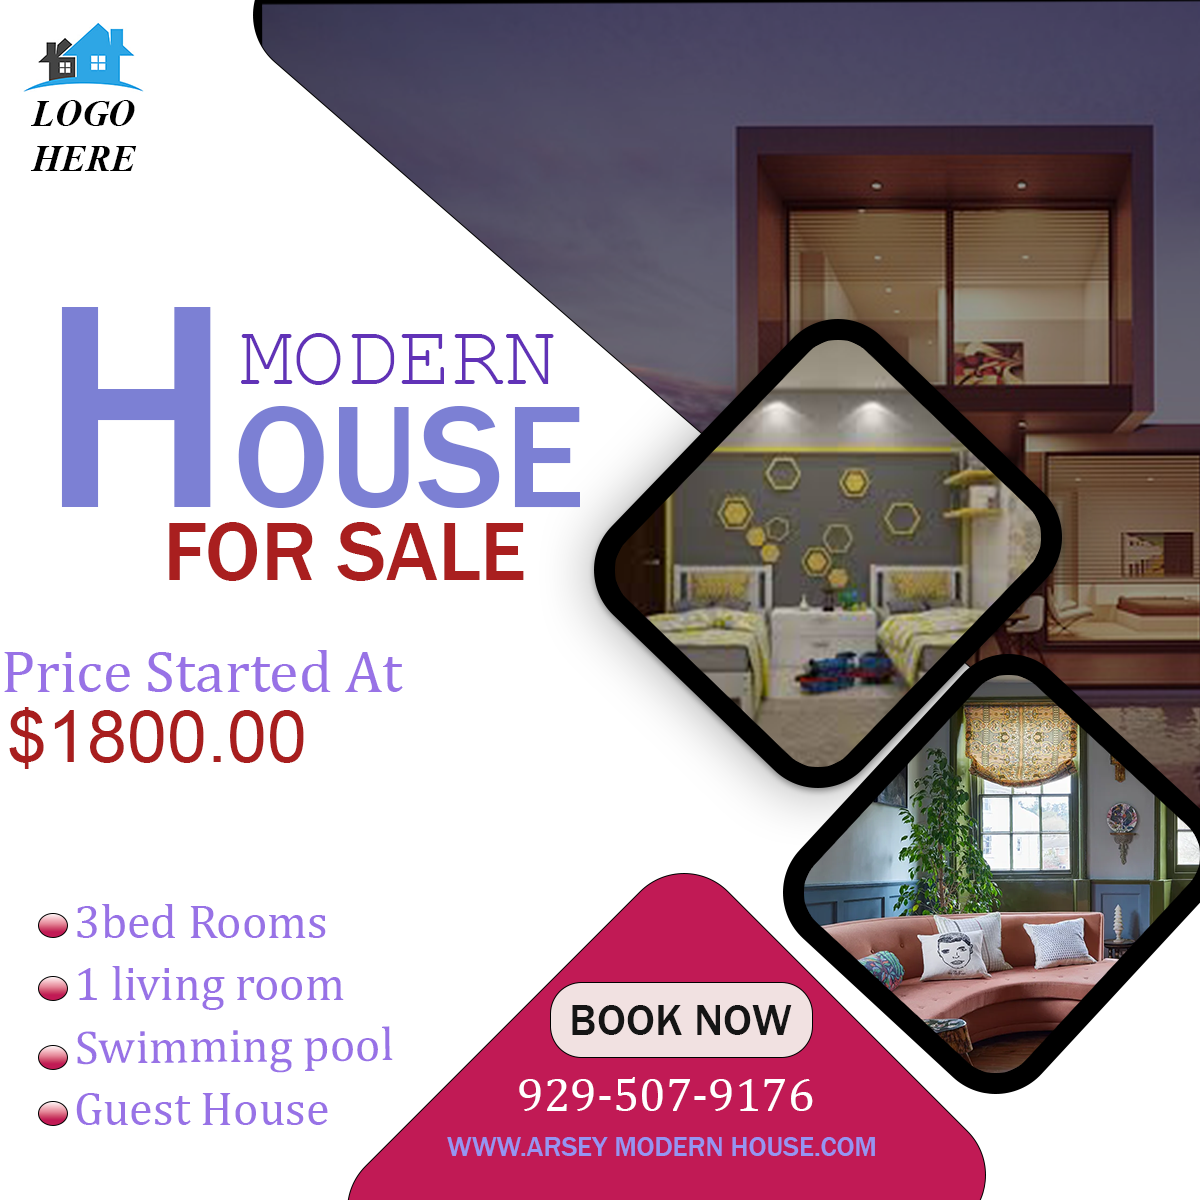 LOGO
HERE
MODERN
HOUSE
FOR SALE
Price Started At
$1800.00
3bed Rooms
1 living room
Swimming pool
Guest House
BOOK NOW
929-507-9176
WWW.ARSEY MODERN HOUSE.COM